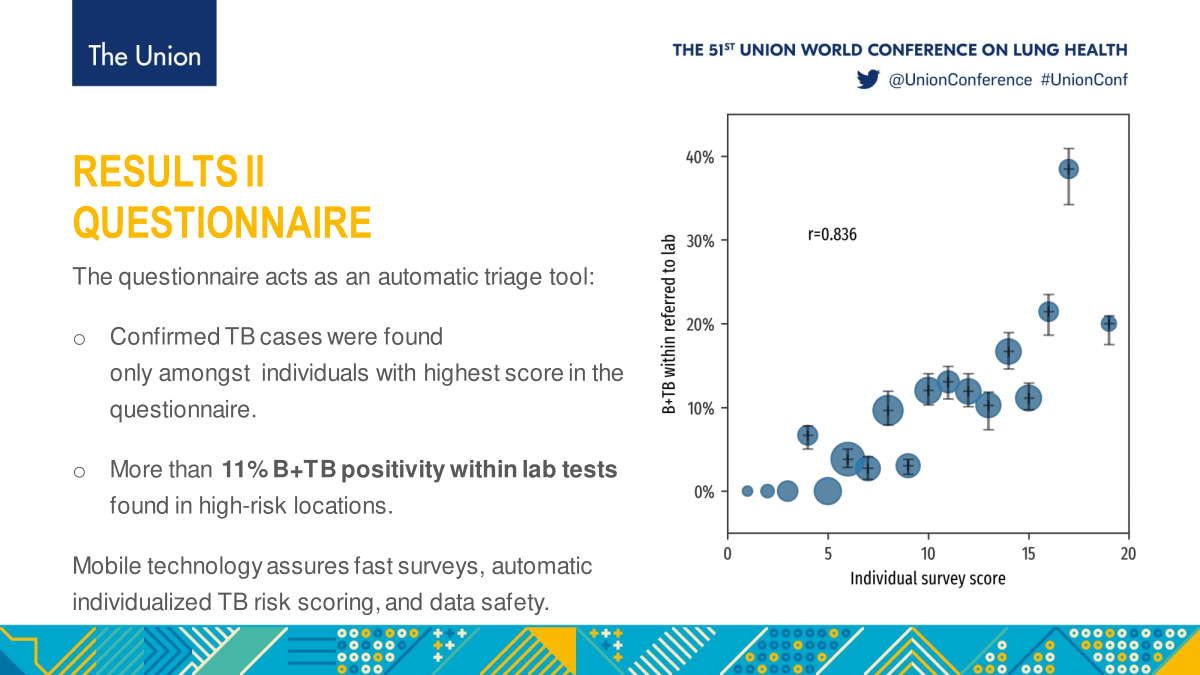 The Union
THE 51ST UNION WORLD CONFERENCE ON LUNG HEALTH
@UnionConference #UnionConf
RESULTS II
QUESTIONNAIRE
The questionnaire acts as an automatic triage tool:
o Confirmed TB cases were found
only amongst individuals with highest score in the
questionnaire.
o More than 11% B+TB positivity within lab tests
found in high-risk locations.
Mobile technology assures fast surveys, automatic
individualized TB risk scoring, and data safety.
B+TB within referred to lab
40%
30%
20%
10%
0%
r=0.836
0 5 10 15 20
Individual survey score